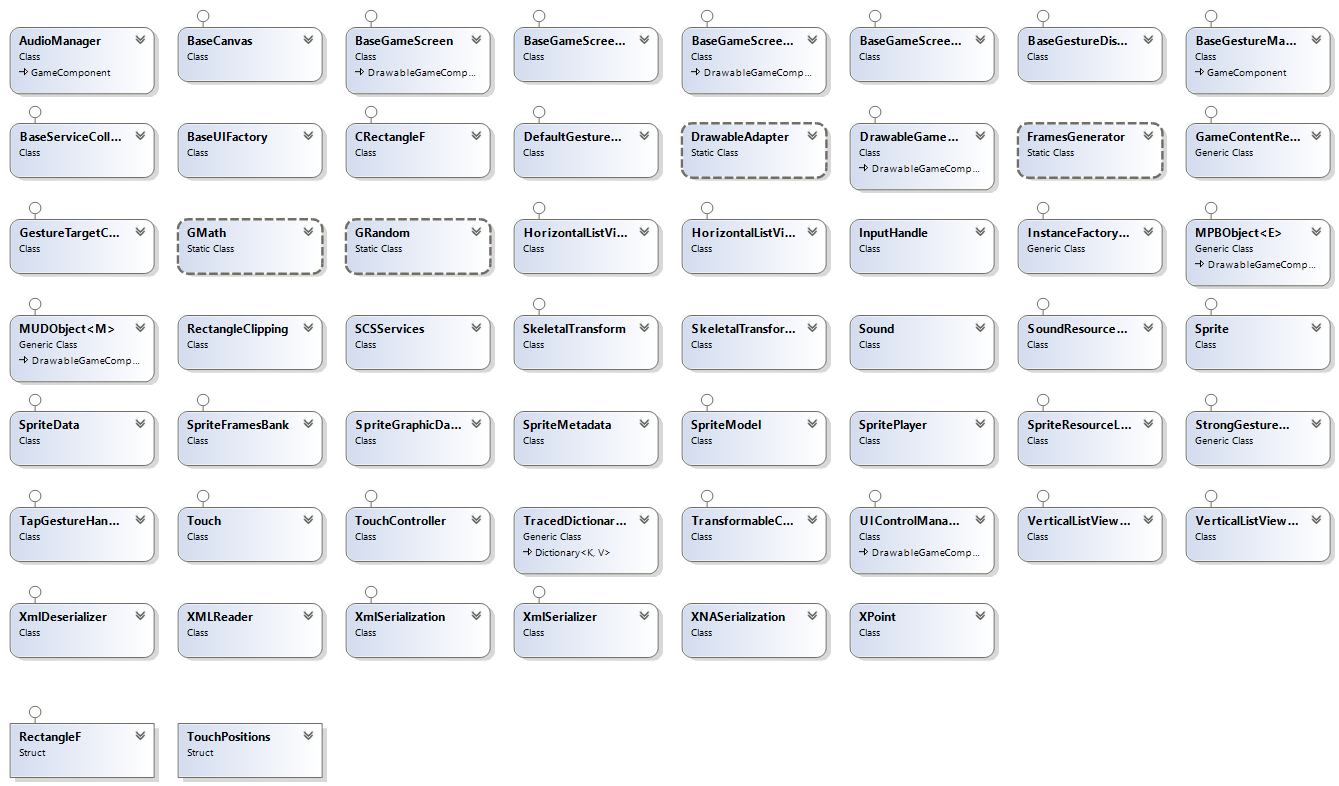 AudioManager
Class
GameComponent
BaseCanvas
Class
BaseGameScreen
Class
DrawableGameComp...
BaseGameScree...
Class
BaseGameScree...
Class
DrawableGameComp...
BaseGameScree...
Class
BaseGestureDis...
Class
BaseGestureMa...
Class
GameComponent
BaseServiceColl...
Class
BaseUIFactory
Class
CRectangleF
Class
DefaultGesture...
Class
DrawableAdapter
Static Class
DrawableGame...
Class
DrawableGameComp...
FramesGenerator
Static Class
GameContentRe...
Generic Class
GestureTargetC...
Class
GMath
Static Class
GRandom
Static Class
HorizontalListVi...
Class
HorizontalListVi...
Class
InputHandle
Class
InstanceFactory...
Generic Class
MPBObject<E>
Generic Class
DrawableGameComp...
MUDObject<M>
Generic Class
DrawableGameComp...
RectangleClipping
Class
SCSServices
Class
SkeletalTransform
Class
SkeletalTransfor...
Class
Sound
Class
SoundResource...
Class
Sprite
Class
SpriteData
Class
SpriteFramesBank
Class
SpriteGraphicDa...
Class
SpriteMetadata
Class
SpriteModel
Class
SpritePlayer
Class
SpriteResourceL...
Class
StrongGesture...
Generic Class
TapGestureHan...
Class
Touch
Class
TouchController
Class
TracedDictionar...
Generic Class
Dictionary<K, V>
TransformableC...
Class
UIControlMana...
Class
DrawableGameComp...
VerticalListView...
Class
VerticalListView...
Class
XmlDeserializer
Class
XMLReader
Class
XmlSerialization
Class
XmlSerializer
Class
XNASerialization
Class
XPoint
Class
RectangleF
Struct
TouchPositions
Struct